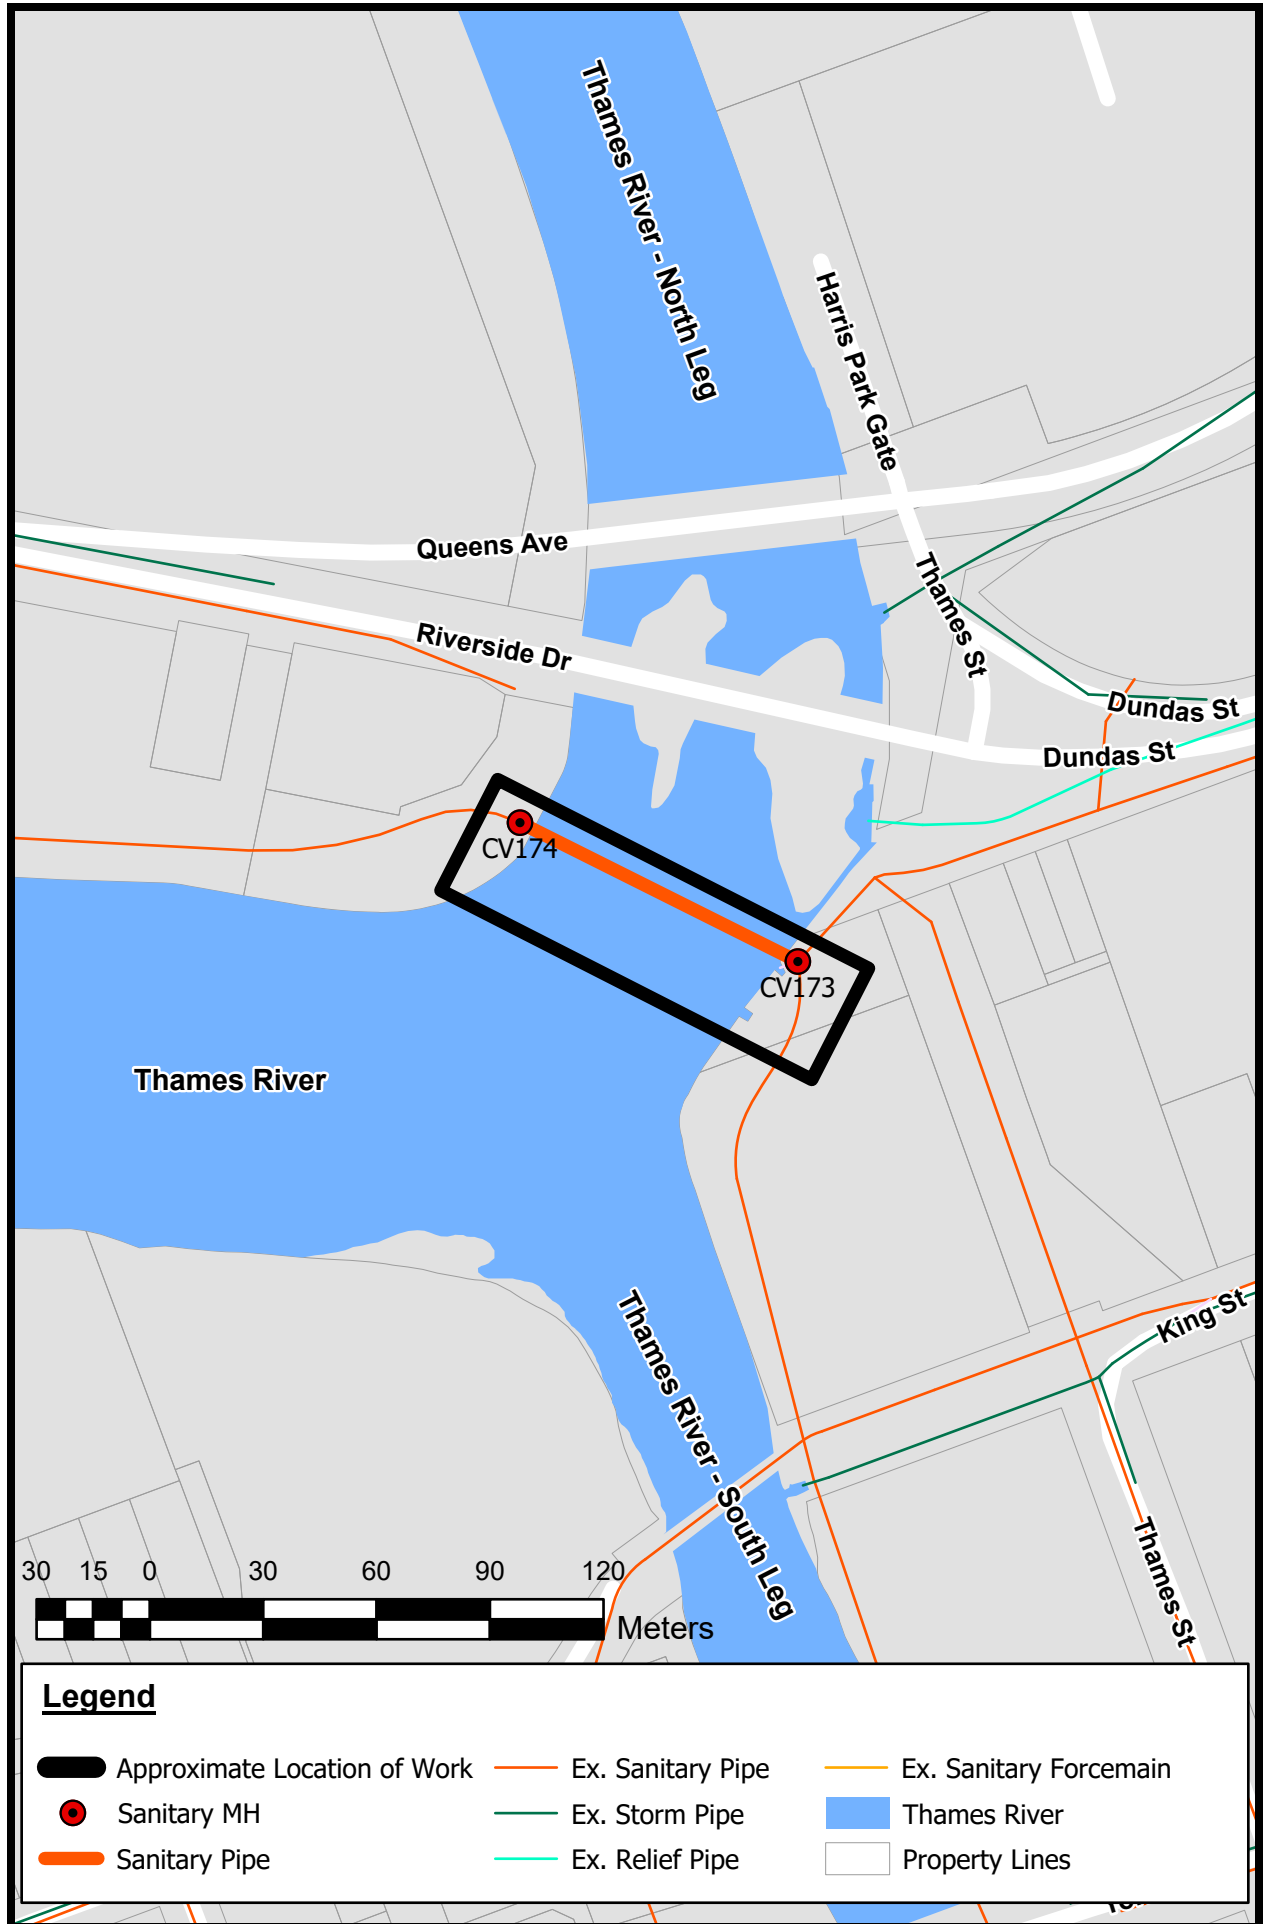 Thames River - North Leg
Harris Park Gate
Queens Ave
Thames St
Riverside Dr
Dundas St
Dundas St
CV174
CV173
Thames River
King St
Thames River - South Leg
Thames St
30 15 0 30 60 90 120
Meters
Legend
Approximate Location of Work
Sanitary MH
Sanitary Pipe
Ex. Sanitary Pipe
Ex. Storm Pipe
Ex. Relief Pipe
Ex. Sanitary Forcemain
Thames River
Property Lines